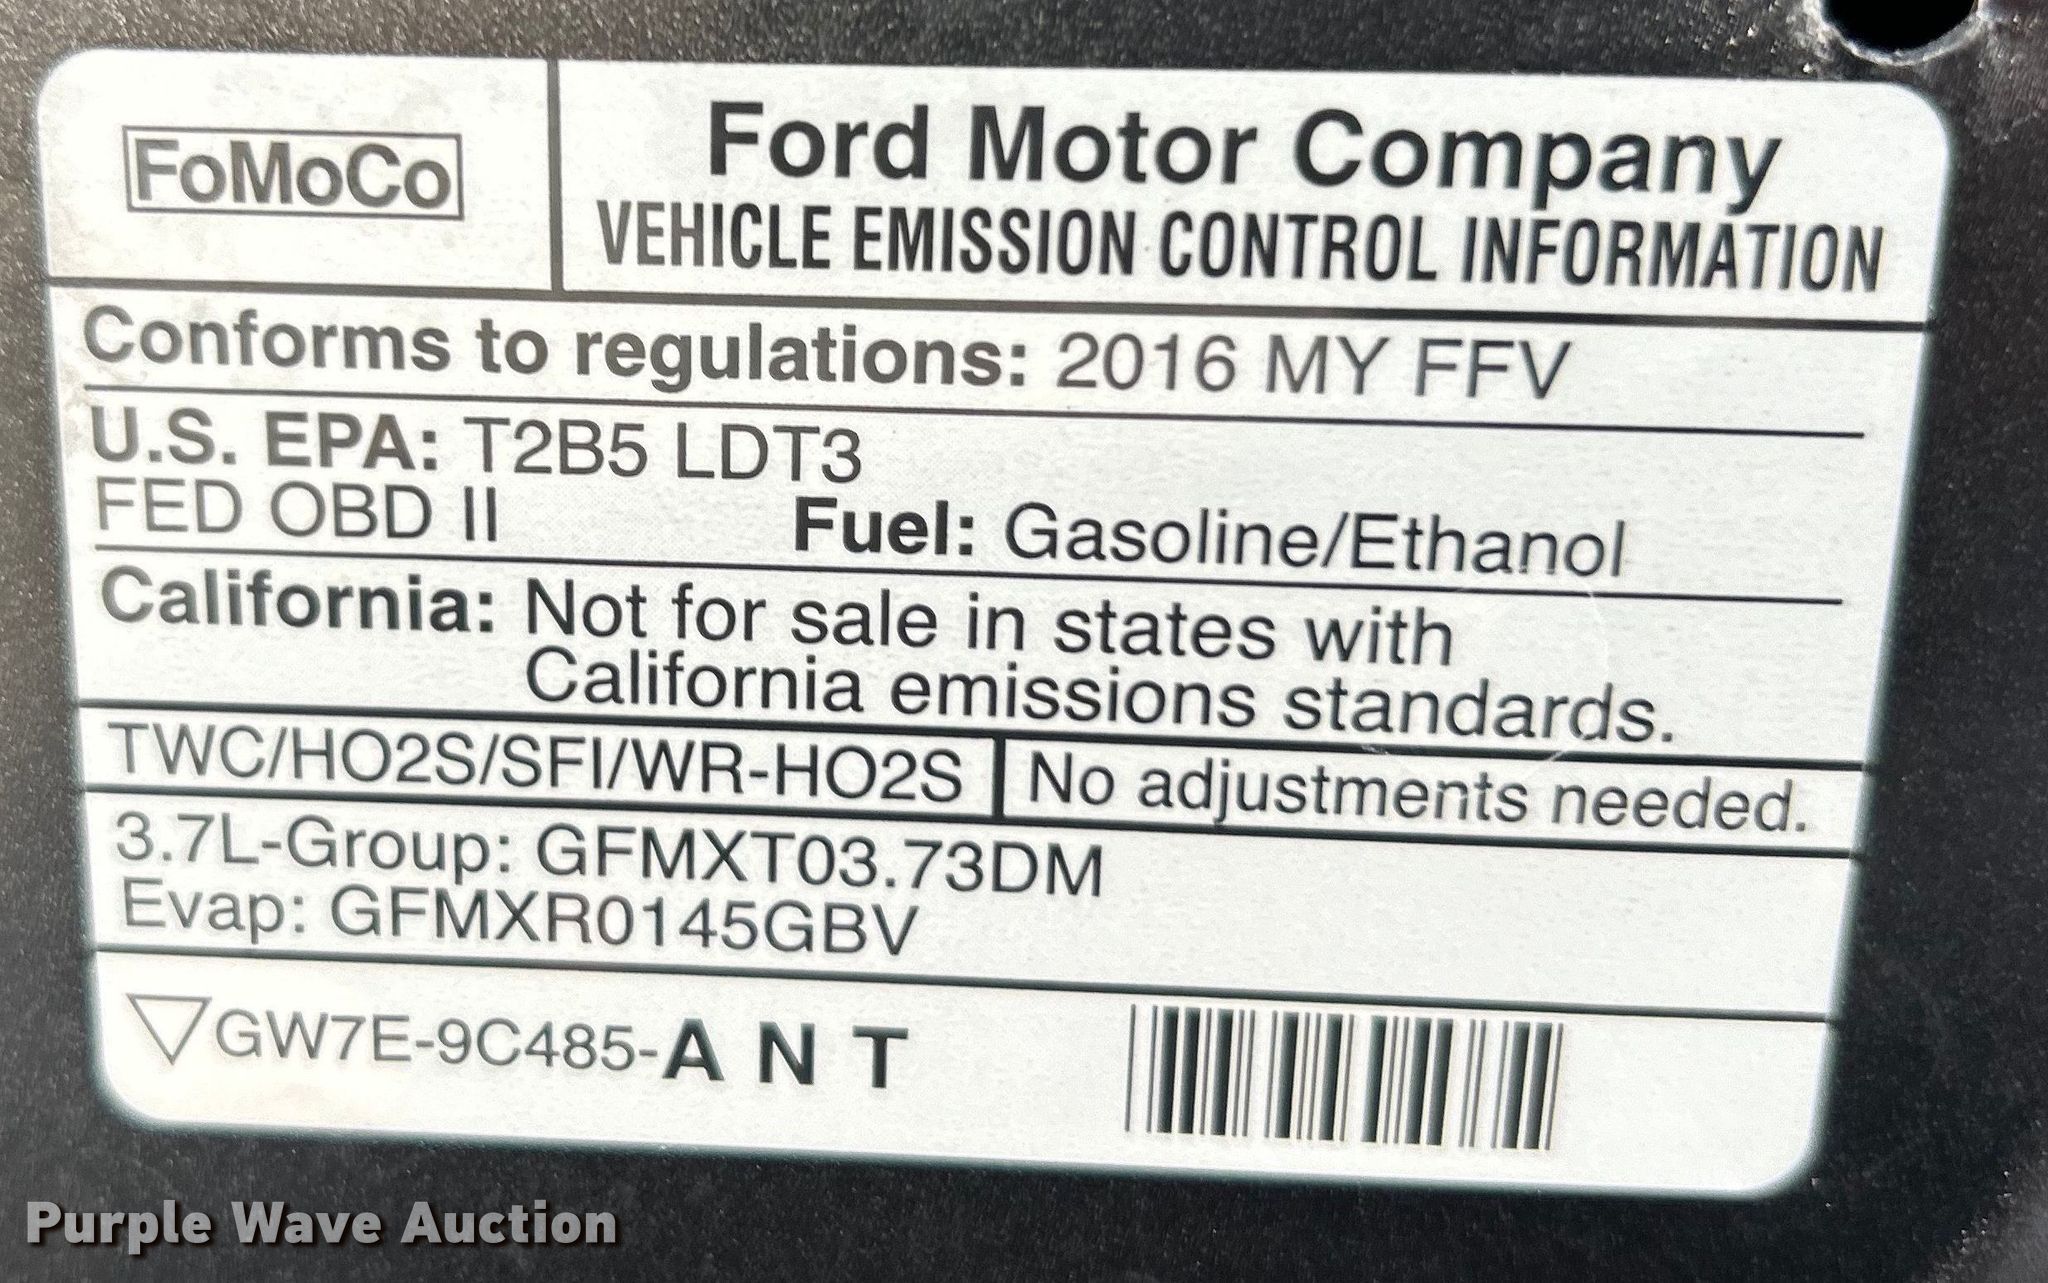 FoMoCo
Ford Motor Company
VEHICLE EMISSION CONTROL INFORMATION
Conforms to regulations: 2016 MY FFV
U.S. EPA: T2B5 LDT3
FED OBD II Fuel: Gasoline/Ethanol
California: Not for sale in states with
California emissions standards.
TWC/HO2S/SFI/WR-HO2S No adjustments needed.
3.7L-Group: GFMXT03.73DM
Evap: GFMXR0145GBV
GW7E-9C485-A N T
Purple Wave Auction